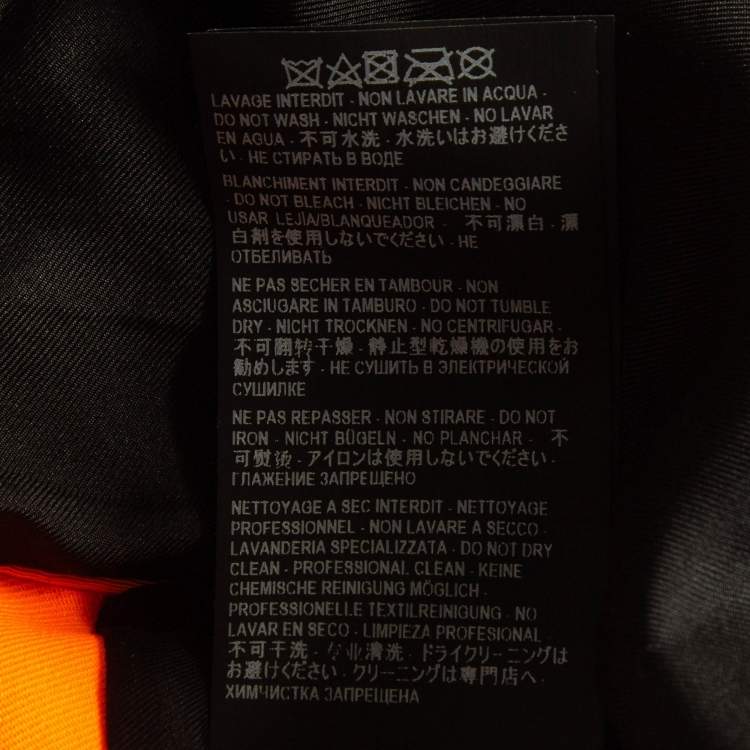 LAVAGE INTERDIT - NON LAVARE IN ACQUA -
DO NOT WASH - NICHT WASCHEN - NO LAVAR
EN AGUA - 不可水洗 - 水洗いはお避けくださ
い - НЕ СТИРАТЬ В ВОДЕ
BLANCHIMENT INTERDIT - NON CANDEGGIARE
- DO NOT BLEACH - NICHT BLEICHEN - NO
USAR LEJÍA/BLANQUEADOR - 不可漂白 - 漂
白剤を使用しないでください - НЕ
ОТБЕЛИВАТЬ
NE PAS SECHER EN TAMBOUR - NON
ASCIUGARE IN TAMBURO - DO NOT TUMBLE
DRY - NICHT TROCKNEN - NO CENTRIFUGAR -
不可翻转干燥 - 静止型乾燥機の使用をお
勧めします - НЕ СУШИТЬ В ЭЛЕКТРИЧЕСКОЙ
СУШИЛКЕ
NE PAS REPASSER - NON STIRARE - DO NOT
IRON - NICHT BÜGELN - NO PLANCHAR - 不
可熨烫 - アイロンは使用しないでください -
ГЛАЖЕНИЕ ЗАПРЕЩЕНО
NETTOYAGE A SEC INTERDIT - NETTOYAGE
PROFESSIONNEL - NON LAVARE A SECCO -
LAVANDERIA SPECIALIZZATA - DO NOT DRY
CLEAN - PROFESSIONAL CLEAN - KEINE
CHEMISCHE REINIGUNG MÖGLICH -
PROFESSIONELLE TEXTILREINIGUNG - NO
LAVAR EN SECO - LIMPIEZA PROFESIONAL -
不可干洗 - 专业清洗 - ドライクリーニングは
お避けください - クリーニングは専門店へ -
ХИМЧИСТКА ЗАПРЕЩЕНА